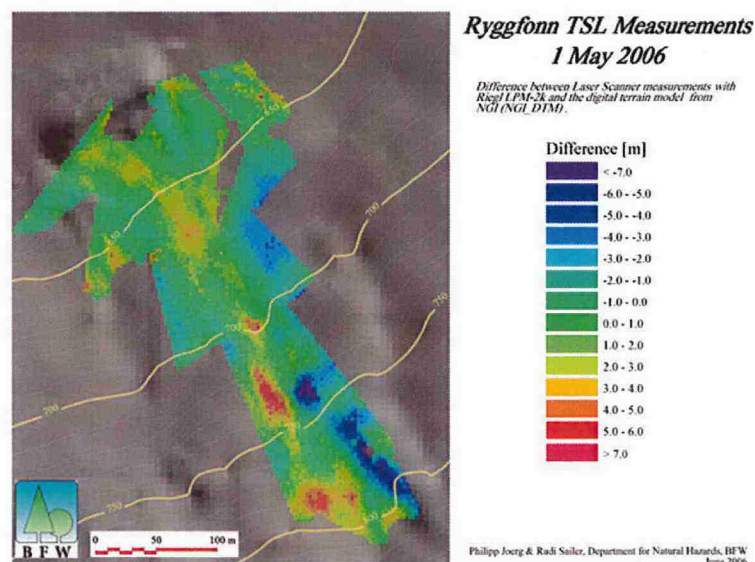 Ryggfonn TSL Measurements
1 May 2006
Difference between Laser Scanner measurements with
Riegl LPM-2k and the digital terrain model from
NGI (NGI_DTM).
Difference [m]
< -7.0
-6.0 - -5.0
-5.0 - -4.0
-4.0 - -3.0
-3.0 - -2.0
-2.0 - -1.0
-1.0 - 0.0
0.0 - 1.0
1.0 - 2.0
2.0 - 3.0
3.0 - 4.0
4.0 - 5.0
5.0 - 6.0
> 7.0
650
650
700
700
700
750
750
BFW
0 50 100 m
Philipp Joerg & Rudi Sailer, Department for Natural Hazards, BFW
June 2006